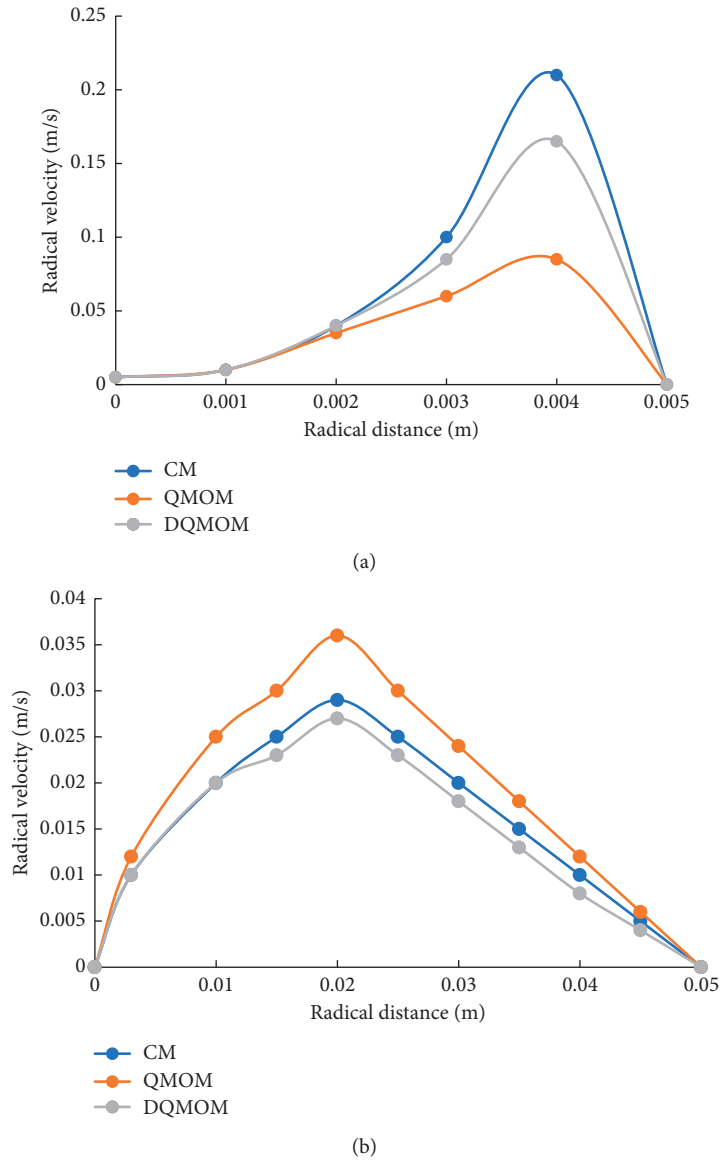 0.25
0.2
0.15
0.1
0.05
0
Radical velocity (m/s)
0 0.001 0.002 0.003 0.004 0.005
Radical distance (m)
CM
QMOM
DQMOM
(a)
0.04
0.035
0.03
0.025
0.02
0.015
0.01
0.005
0
Radical velocity (m/s)
0 0.01 0.02 0.03 0.04 0.05
Radical distance (m)
CM
QMOM
DQMOM
(b)